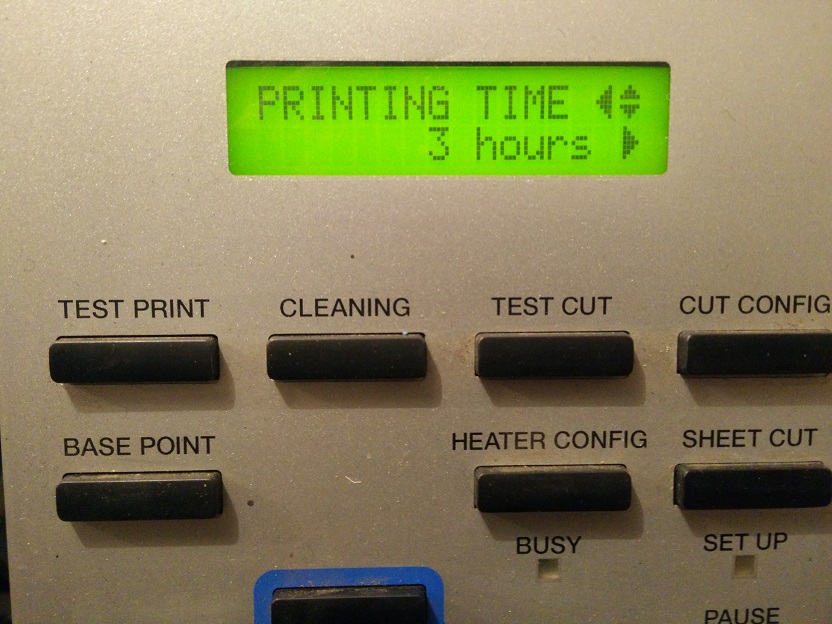 PRINTING TIME
3 hours
TEST PRINT CLEANING TEST CUT CUT CONFIG
BASE POINT HEATER CONFIG SHEET CUT
BUSY SET UP
PAUSE